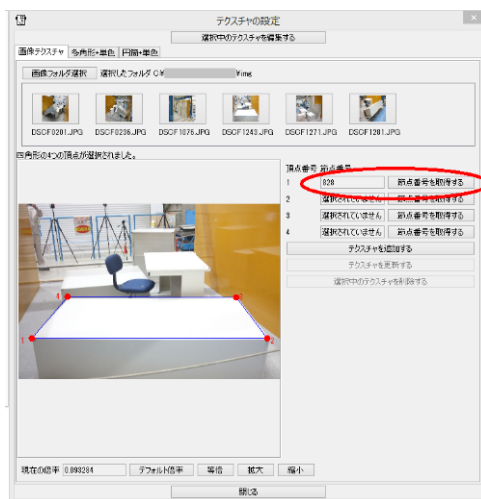 テクスチャの設定
選択中のテクスチャを編集する
画像テクスチャ 多角形+単色 円筒+単色
画像フォルダ選択 選択したフォルダ C¥ ¥img
DSCF0201.JPG DSCF0206.JPG DSCF1076.JPG DSCF1243.JPG DSCF1271.JPG DSCF1281.JPG
四角形の4つの頂点が選択されました。
頂点番号 節点番号
1 828 節点番号を取得する
2 選択されていません 節点番号を取得する
3 選択されていません 節点番号を取得する
4 選択されていません 節点番号を取得する
テクスチャを追加する
テクスチャを更新する
選択中のテクスチャを削除する
4 3
1 2
現在の倍率 0.093284 デフォルト倍率 等倍 拡大 縮小
閉じる